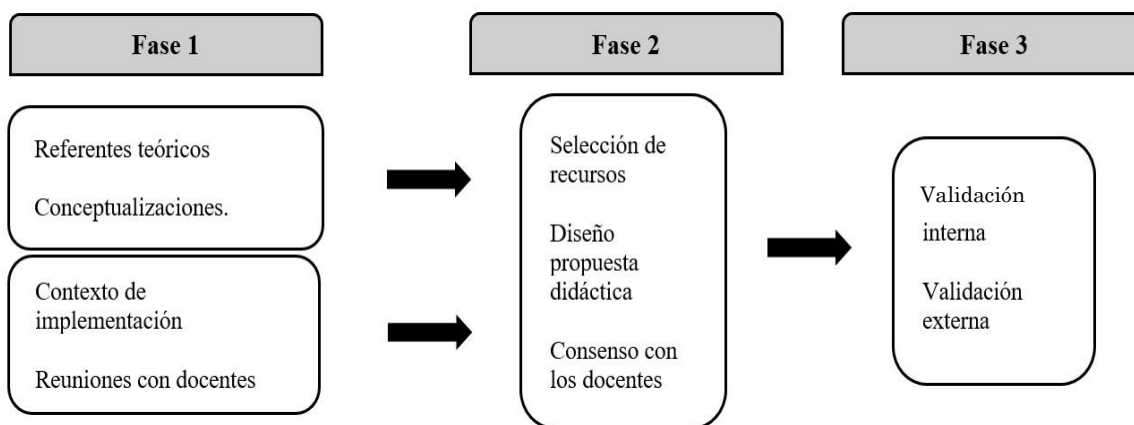 Fase 1
Referentes teóricos
Conceptualizaciones.
Contexto de
implementación
Reuniones con docentes
Fase 2
Selección de
recursos
Diseño
propuesta
didáctica
Consenso con
los docentes
Fase 3
Validación
interna
Validación
externa